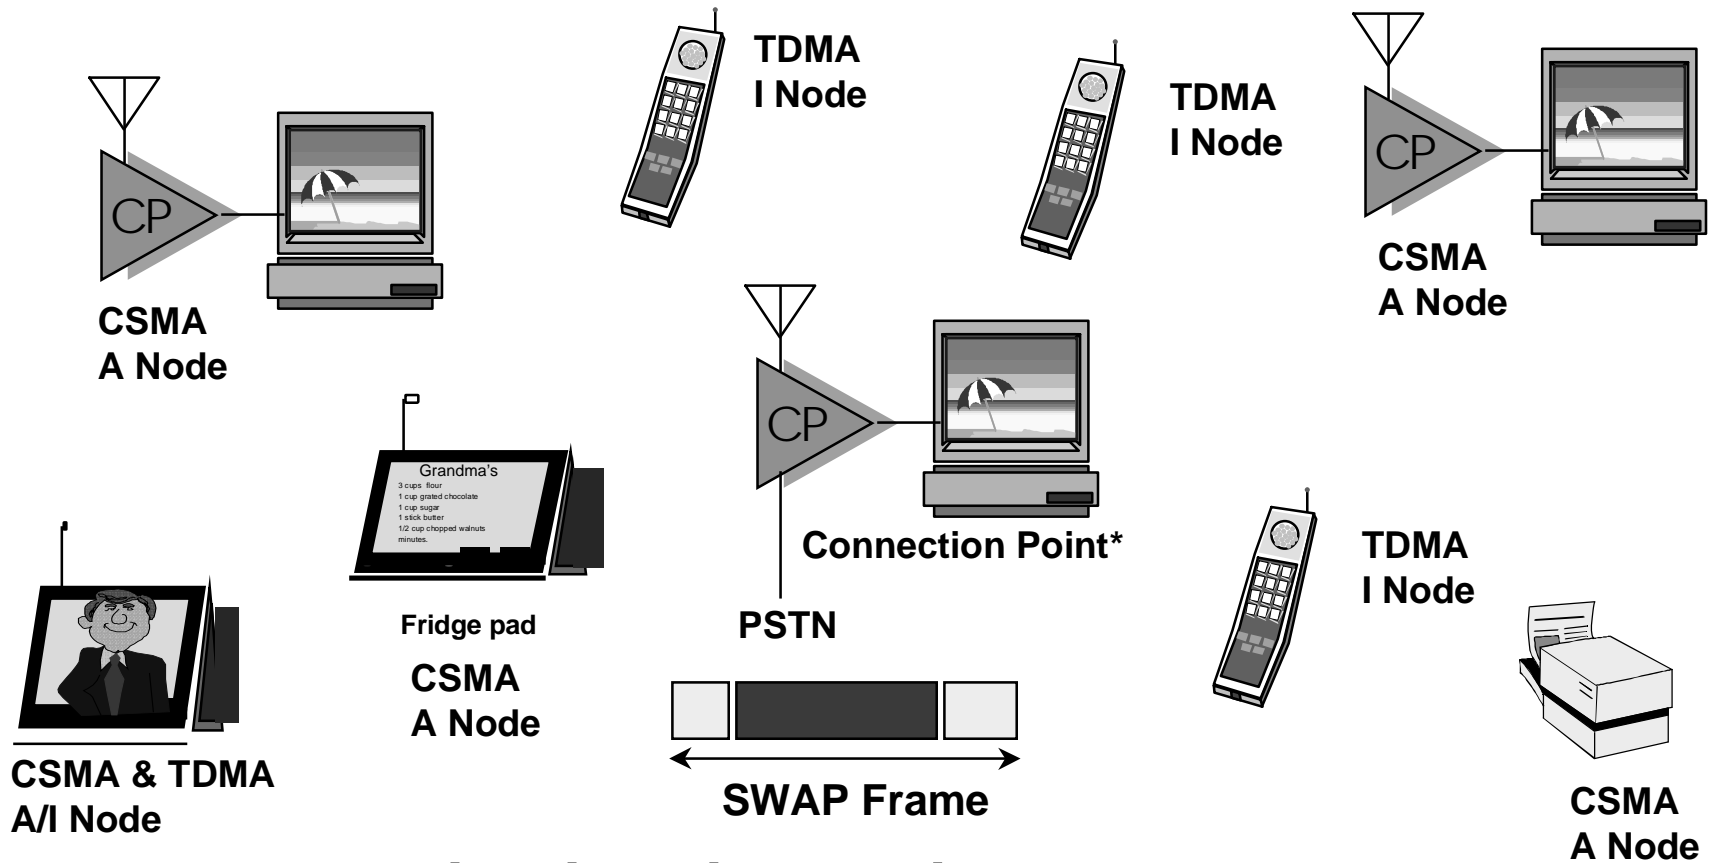 TDMA
I Node
TDMA
I Node
CP
CSMA
A Node
CP
CSMA
A Node
CP
Connection Point*
PSTN
Grandma's
3 cups flour
1 cup grated chocolate
1 cup sugar
1 stick butter
1/2 cup chopped walnuts
minutes.
Fridge pad
CSMA
A Node
TDMA
I Node
CSMA & TDMA
A/I Node
SWAP Frame
CSMA
A Node